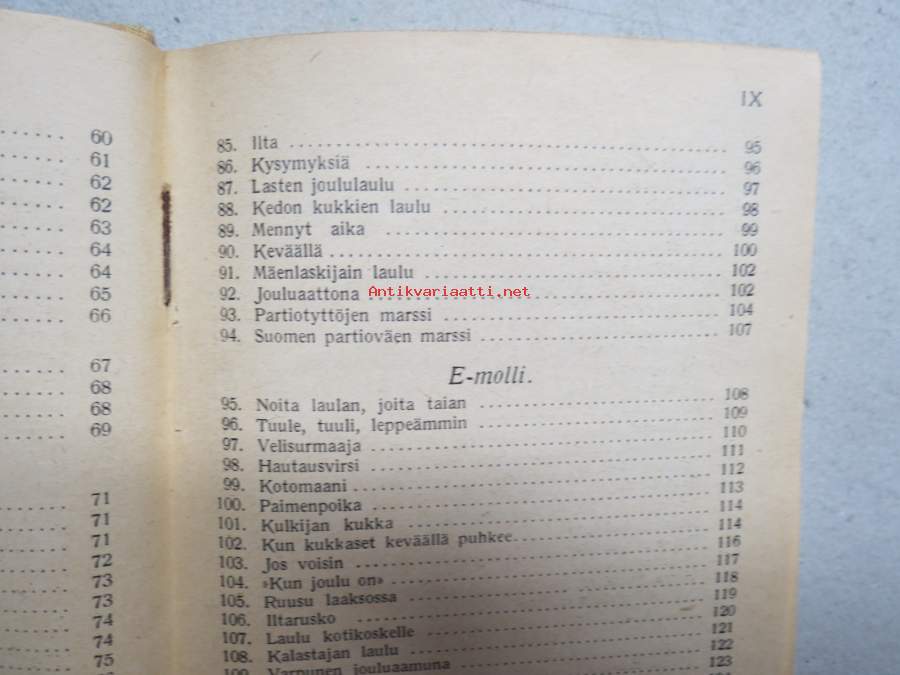 60
61
62
62
63
64
64
65
66
67
68
68
69
71
71
71
72
73
73
74
74
75
IX
85. Ilta 95
86. Kysymyksiä 96
87. Lasten joululaulu 97
88. Kedon kukkien laulu 98
89. Mennyt aika 99
90. Keväällä 100
91. Mäenlaskijain laulu 102
92. Jouluaattona 102
Antikvariaatti.net
93. Partiotyttöjen marssi 104
94. Suomen partioväen marssi 107
E-molli.
95. Noita laulan, joita taian 108
96. Tuule, tuuli, leppeämmin 109
97. Velisurmaaja 110
98. Hautausvirsi 111
99. Kotomaani 112
100. Paimenpoika 113
101. Kulkijan kukka 114
102. Kun kukkaset keväällä puhkee 114
103. Jos voisin 116
104. »Kun joulu on» 117
105. Ruusu laaksossa 118
106. Iltarusko 119
107. Laulu kotikoskelle 120
108. Kalastajan laulu 121
109. Varpunen jouluaamuna 122
123